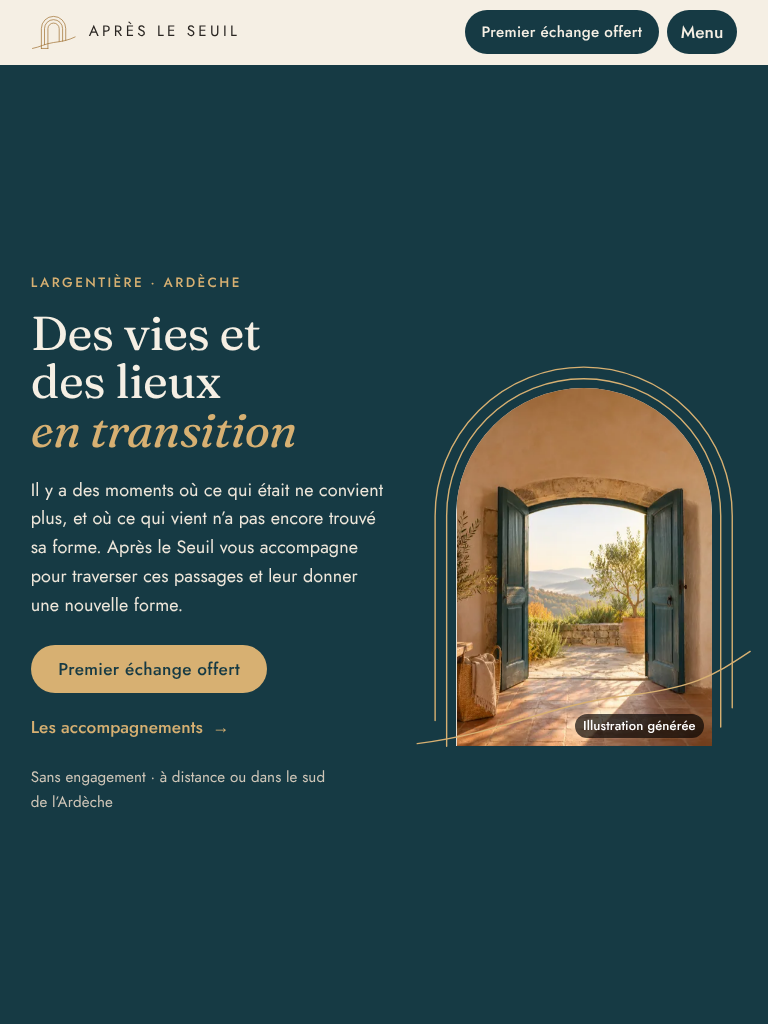 APRÈS LE SEUIL
Premier échange offert
Menu
LARGENTIÈRE · ARDÈCHE
Des vies et
des lieux
en transition
Il y a des moments où ce qui était ne convient
plus, et où ce qui vient n’a pas encore trouvé
sa forme. Après le Seuil vous accompagne
pour traverser ces passages et leur donner
une nouvelle forme.
Premier échange offert
Les accompagnements →
Sans engagement · à distance ou dans le sud
de l’Ardèche
Illustration générée